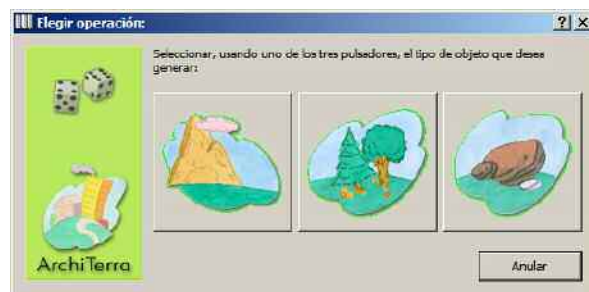 Elegir operación:
Seleccionar, usando uno de los tres pulsadores, el tipo de objeto que desea
generar:
ArchiTerra
Anular